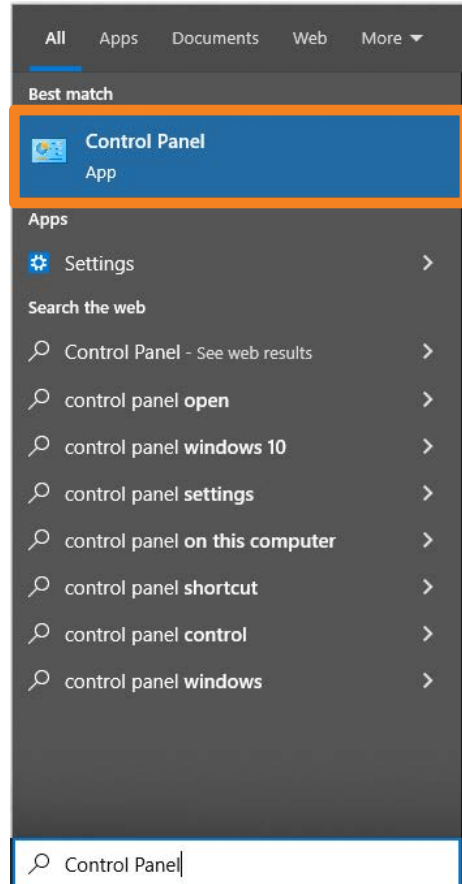 All Apps Documents Web More
Best match
Control Panel
App
Apps
Settings
Search the web
Control Panel - See web results
control panel open
control panel windows 10
control panel settings
control panel on this computer
control panel shortcut
control panel control
control panel windows
Control Panel